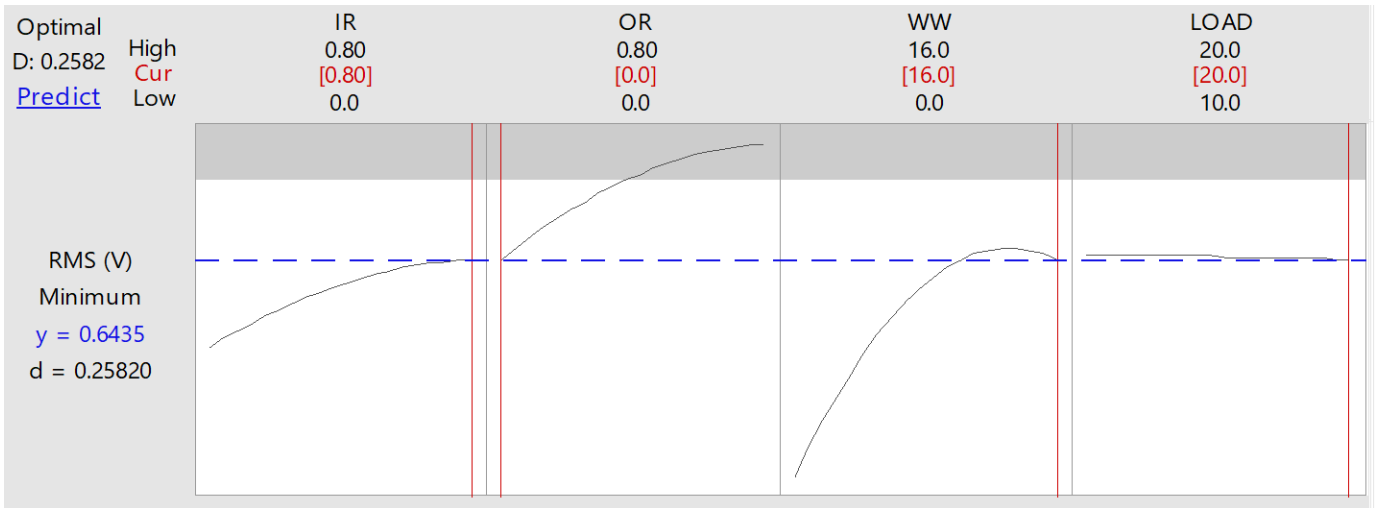 Optimal
D: 0.2582
Predict
High
Cur
Low
IR
0.80
[0.80]
0.0
OR
0.80
[0.0]
0.0
WW
16.0
[16.0]
0.0
LOAD
20.0
[20.0]
10.0
RMS (V)
Minimum
y = 0.6435
d = 0.25820